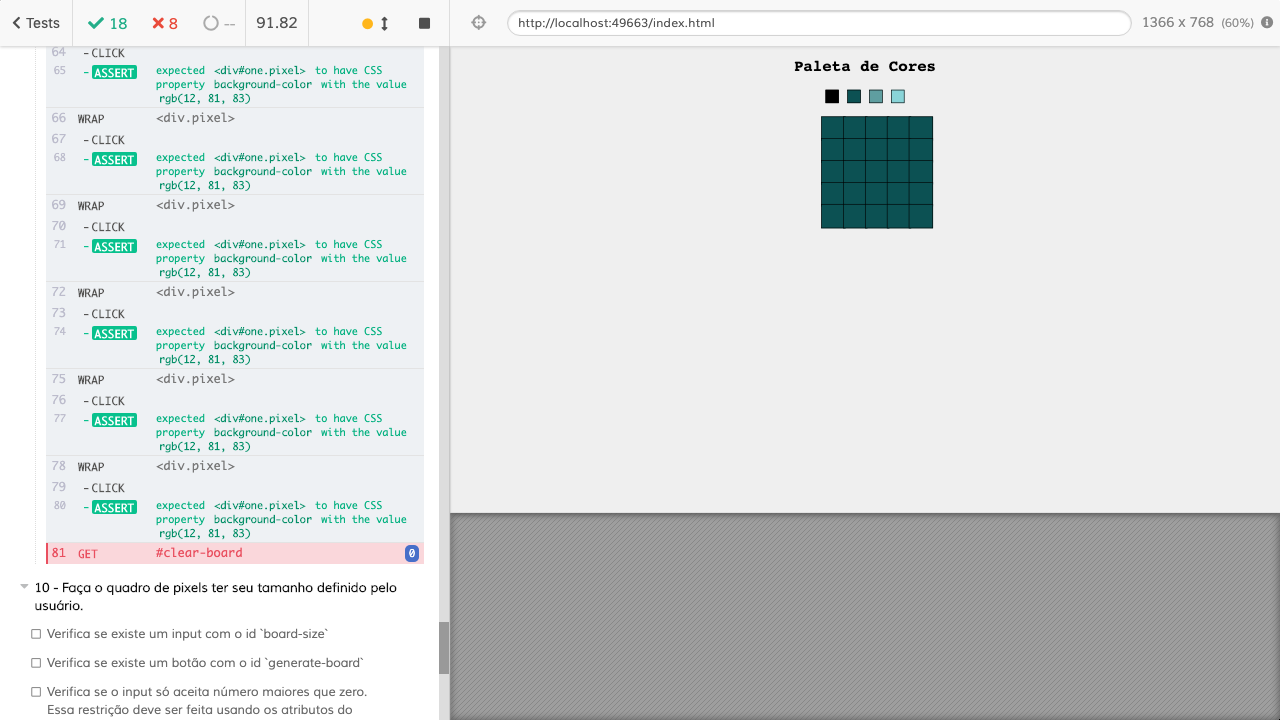 Tests
18
8
--
91.82
http://localhost:49663/index.html
1366 x 768 (60%)
64 - CLICK
65 - ASSERT expected <div#one.pixel> to have CSS
property background-color with the value
rgb(12, 81, 83)
66 WRAP <div.pixel>
67 - CLICK
68 - ASSERT expected <div#one.pixel> to have CSS
property background-color with the value
rgb(12, 81, 83)
69 WRAP <div.pixel>
70 - CLICK
71 - ASSERT expected <div#one.pixel> to have CSS
property background-color with the value
rgb(12, 81, 83)
72 WRAP <div.pixel>
73 - CLICK
74 - ASSERT expected <div#one.pixel> to have CSS
property background-color with the value
rgb(12, 81, 83)
75 WRAP <div.pixel>
76 - CLICK
77 - ASSERT expected <div#one.pixel> to have CSS
property background-color with the value
rgb(12, 81, 83)
78 WRAP <div.pixel>
79 - CLICK
80 - ASSERT expected <div#one.pixel> to have CSS
property background-color with the value
rgb(12, 81, 83)
81 GET #clear-board 0
10 - Faça o quadro de pixels ter seu tamanho definido pelo
usuário.
Verifica se existe um input com o id `board-size`
Verifica se existe um botão com o id `generate-board`
Verifica se o input só aceita número maiores que zero.
Essa restrição deve ser feita usando os atributos do
Paleta de Cores